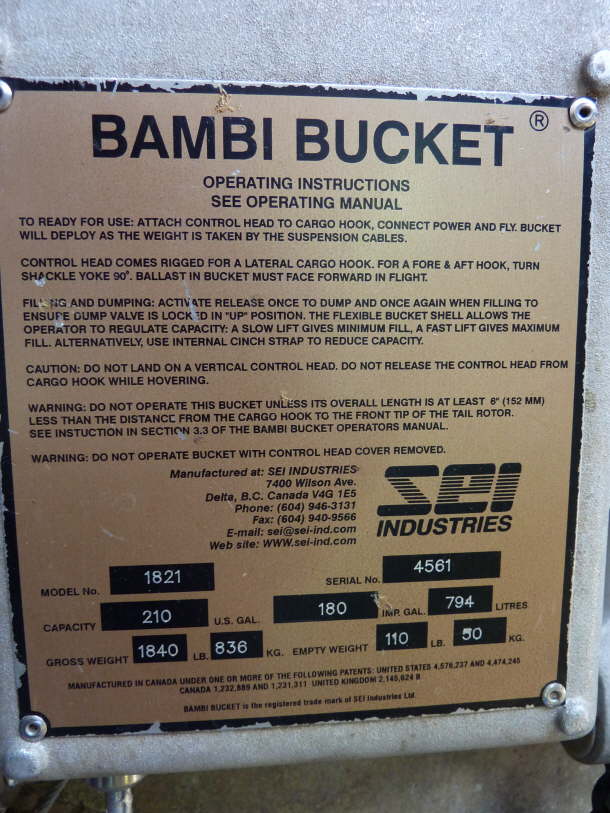 BAMBI BUCKET ®
OPERATING INSTRUCTIONS
SEE OPERATING MANUAL
TO READY FOR USE: ATTACH CONTROL HEAD TO CARGO HOOK, CONNECT POWER AND FLY. BUCKET
WILL DEPLOY AS THE WEIGHT IS TAKEN BY THE SUSPENSION CABLES.
CONTROL HEAD COMES RIGGED FOR A LATERAL CARGO HOOK. FOR A FORE & AFT HOOK, TURN
SHACKLE YOKE 90°. BALLAST IN BUCKET MUST FACE FORWARD IN FLIGHT.
FILLING AND DUMPING: ACTIVATE RELEASE ONCE TO DUMP AND ONCE AGAIN WHEN FILLING TO
ENSURE DUMP VALVE IS LOCKED IN "UP" POSITION. THE FLEXIBLE BUCKET SHELL ALLOWS THE
OPERATOR TO REGULATE CAPACITY: A SLOW LIFT GIVES MINIMUM FILL, A FAST LIFT GIVES MAXIMUM
FILL. ALTERNATIVELY, USE INTERNAL CINCH STRAP TO REDUCE CAPACITY.
CAUTION: DO NOT LAND ON A VERTICAL CONTROL HEAD. DO NOT RELEASE THE CONTROL HEAD FROM
CARGO HOOK WHILE HOVERING.
WARNING: DO NOT OPERATE THIS BUCKET UNLESS ITS OVERALL LENGTH IS AT LEAST 6" (152 MM)
LESS THAN THE DISTANCE FROM THE CARGO HOOK TO THE FRONT TIP OF THE TAIL ROTOR.
SEE INSTUCTION IN SECTION 3.3 OF THE BAMBI BUCKET OPERATORS MANUAL.
WARNING: DO NOT OPERATE BUCKET WITH CONTROL HEAD COVER REMOVED.
Manufactured at: SEI INDUSTRIES
7400 Wilson Ave.
Delta, B.C. Canada V4G 1E5
Phone: (604) 946-3131
Fax: (604) 940-9566
E-mail: sei@sei-ind.com
Web site: WWW.sei-ind.com
SEI
INDUSTRIES
MODEL No. 1821 SERIAL No. 4561
CAPACITY 210 U.S. GAL. 180 IMP. GAL. 794 LITRES
GROSS WEIGHT 1840 LB. 836 KG. EMPTY WEIGHT 110 LB. 50 KG.
MANUFACTURED IN CANADA UNDER ONE OR MORE OF THE FOLLOWING PATENTS: UNITED STATES 4,576,237 AND 4,474,245
CANADA 1,232,889 AND 1,231,311 UNITED KINGDOM 2,145,624 B
BAMBI BUCKET is the registered trade mark of SEI Industries Ltd.